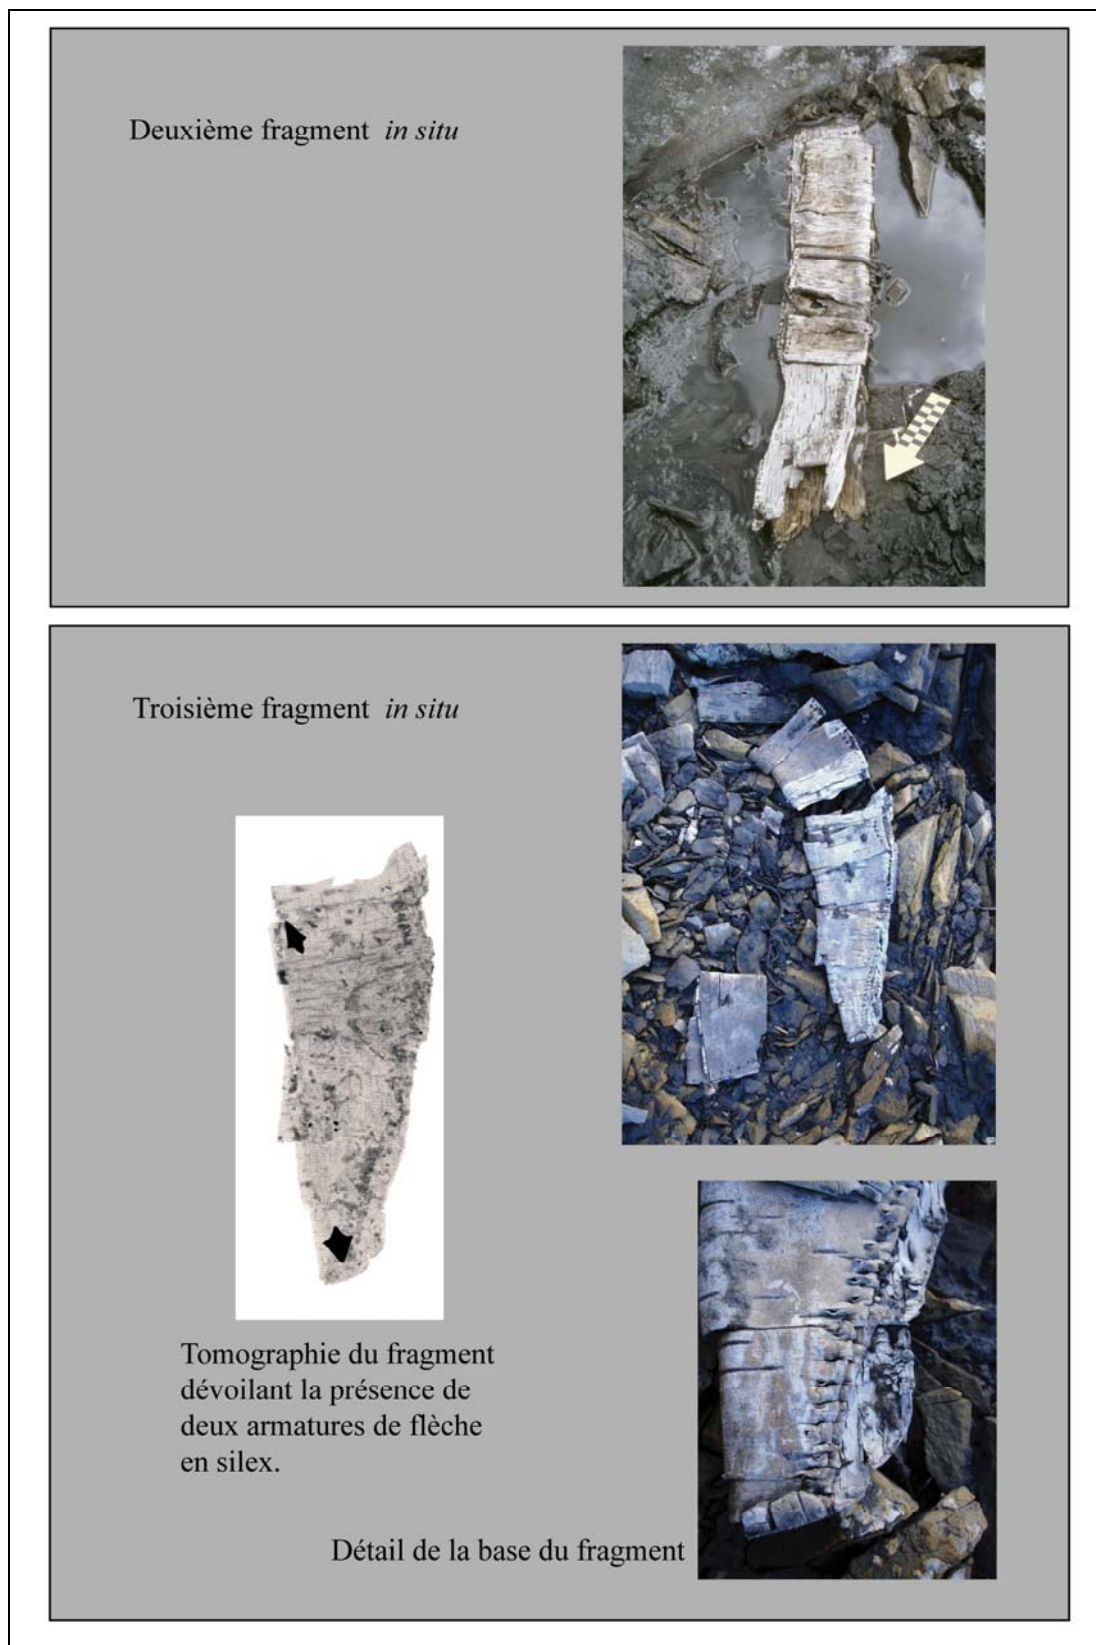 Deuxième fragment in situ
Troisième fragment in situ
Tomographie du fragment
dévoilant la présence de
deux armatures de flèche
en silex.
Détail de la base du fragment